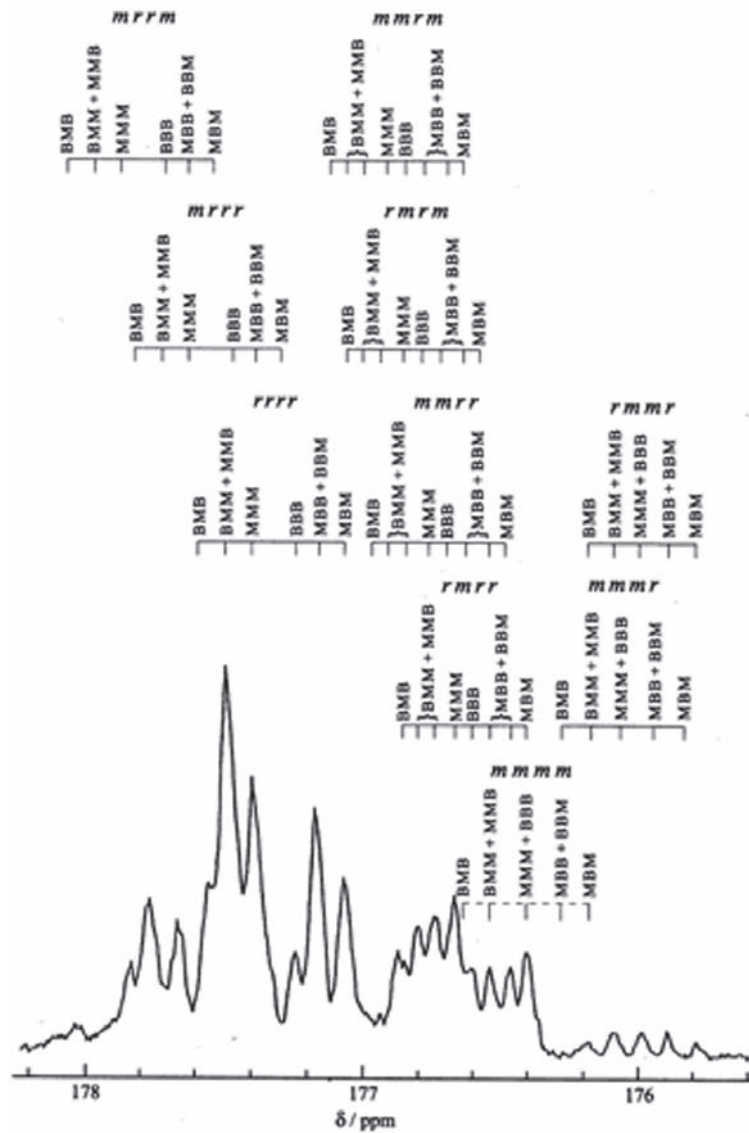 mrrm mmrm
BMB BMM + MMB MMM BBB MBB + BBM MBM BMB }BMM + MMB MMM BBB }MBB + BBM MBM
mrrr rmrm
BMB BMM + MMB MMM BBB MBB + BBM MBM BMB }BMM + MMB MMM BBB }MBB + BBM MBM
rrrr mmrr rmmr
BMB BMM + MMB MMM BBB MBB + BBM MBM BMB }BMM + MMB MMM BBB }MBB + BBM MBM BMB BMM + MMB MMM + BBB MBB + BBM MBM
rmrr mmmr
BMB }BMM + MMB MMM BBB }MBB + BBM MBM BMB BMM + MMB MMM + BBB MBB + BBM MBM
mmmm
BMB BMM + MMB MMM + BBB MBB + BBM MBM
178 177 176
δ / ppm